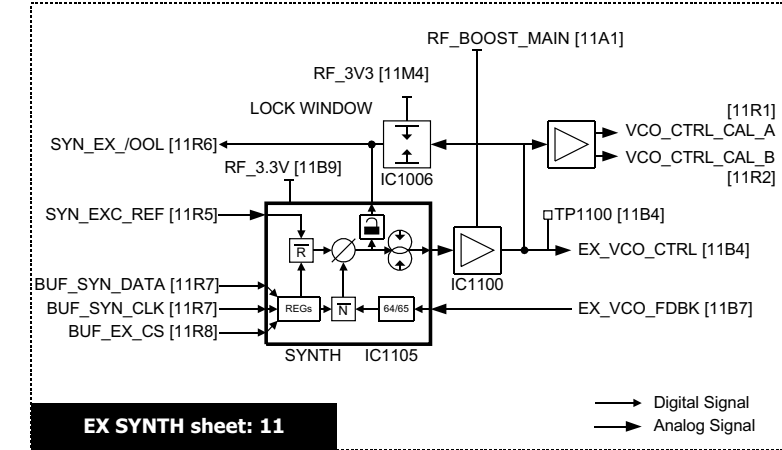 RF_BOOST_MAIN [11A1]
RF_3V3 [11M4]
LOCK WINDOW
[11R1]
VCO_CTRL_CAL_A
SYN_EX_/OOL [11R6]
VCO_CTRL_CAL_B
[11R2]
RF_3.3V [11B9]
IC1006
SYN_EXC_REF [11R5]
TP1100 [11B4]
R
EX_VCO_CTRL [11B4]
IC1100
BUF_SYN_DATA [11R7]
BUF_SYN_CLK [11R7]
REGs
N
64/65
EX_VCO_FDBK [11B7]
BUF_EX_CS [11R8]
SYNTH IC1105
Digital Signal
EX SYNTH sheet: 11
Analog Signal